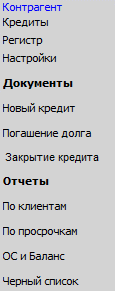 Контрагент
Кредиты
Регистр
Настройки
Документы
Новый кредит
Погашение долга
Закрытие кредита
Отчеты
По клиентам
По просрочкам
ОС и Баланс
Черный список